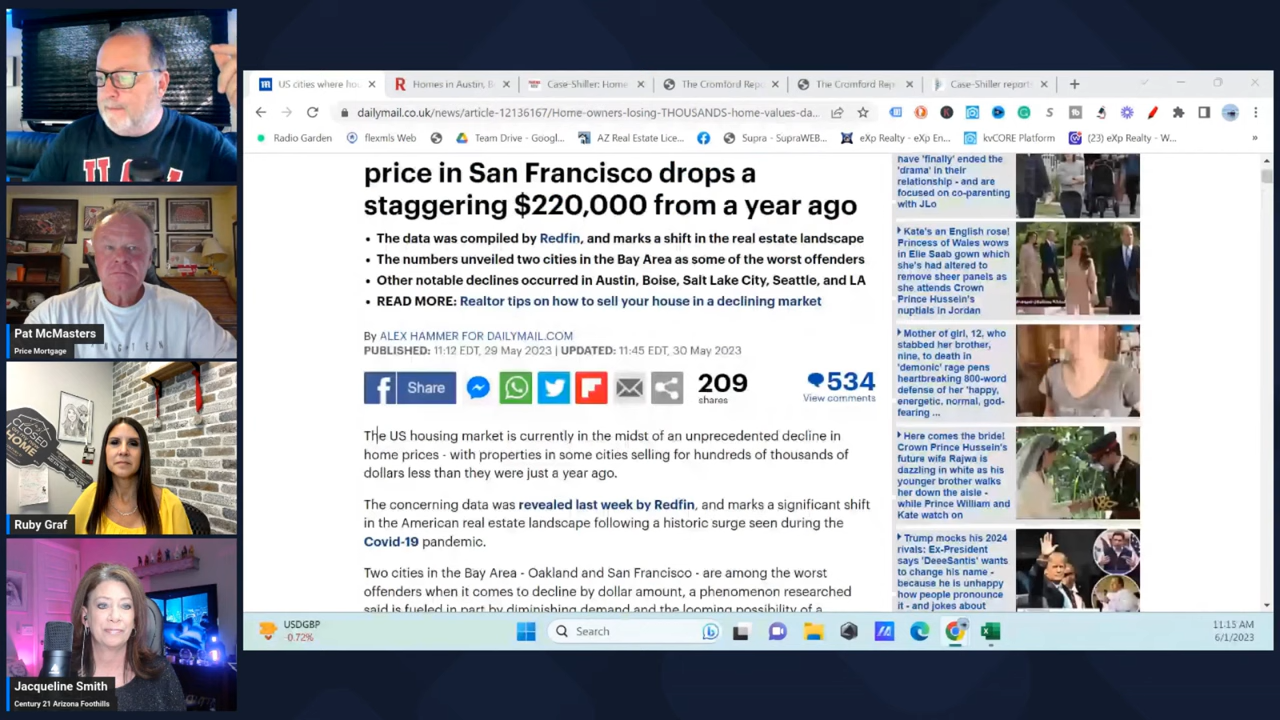 Pat McMasters
Price Mortgage
CLOSED
HOME
Ruby Graf
Jacqueline Smith
Century 21 Arizona Foothills
US cities where hou
Homes in Austin
Case-Shiller: Hom
The Cromford Rep
The Cromford
Case-Shiller report
dailymail.co.uk/news/article-12136167/Home-owners-losing-THOUSANDS-home-values-da...
Radio Garden
flexmls Web
Team Drive - Googl...
AZ Real Estate Lice...
Supra - SupraWEB...
eXp Realty - eXp En...
kvCORE Platform
(23) eXp Realty - W...
»
price in San Francisco drops a
staggering $220,000 from a year ago
• The data was compiled by Redfin, and marks a shift in the real estate landscape
• The numbers unveiled two cities in the Bay Area as some of the worst offenders
• Other notable declines occurred in Austin, Boise, Salt Lake City, Seattle, and LA
• READ MORE: Realtor tips on how to sell your house in a declining market
By ALEX HAMMER FOR DAILYMAIL.COM
PUBLISHED: 11:12 EDT, 29 May 2023 | UPDATED: 11:45 EDT, 30 May 2023
Share
209
shares
534
View comments
The US housing market is currently in the midst of an unprecedented decline in
home prices - with properties in some cities selling for hundreds of thousands of
dollars less than they were just a year ago.
The concerning data was revealed last week by Redfin, and marks a significant shift
in the American real estate landscape following a historic surge seen during the
Covid-19 pandemic.
Two cities in the Bay Area - Oakland and San Francisco - are among the worst
offenders when it comes to decline by dollar amount, a phenomenon researched
said is fueled in part by diminishing demand and the looming possibility of a
have 'finally' ended the
'drama' in their
relationship - and are
focused on co-parenting
with JLo
Kate's an English rose!
Princess of Wales wows
in Elie Saab gown which
she's had altered to
remove sheer panels as
she attends Crown
Prince Hussein's
nuptials in Jordan
Mother of girl, 12, who
stabbed her brother,
nine, to death in
'demonic' rage pens
heartbreaking 800-word
defense of her 'happy,
energetic, normal, god-
fearing ...
Here comes the bride!
Crown Prince Hussein's
future wife Rajwa is
dazzling in white as his
younger brother walks
her down the aisle -
while Prince William and
Kate watch on
Trump mocks his 2024
rivals: Ex-President
says 'DeeeSantis' wants
to change his name -
because he is unhappy
how people pronounce
it - and jokes about
USDGBP
-0.72%
Search
11:15 AM
6/1/2023